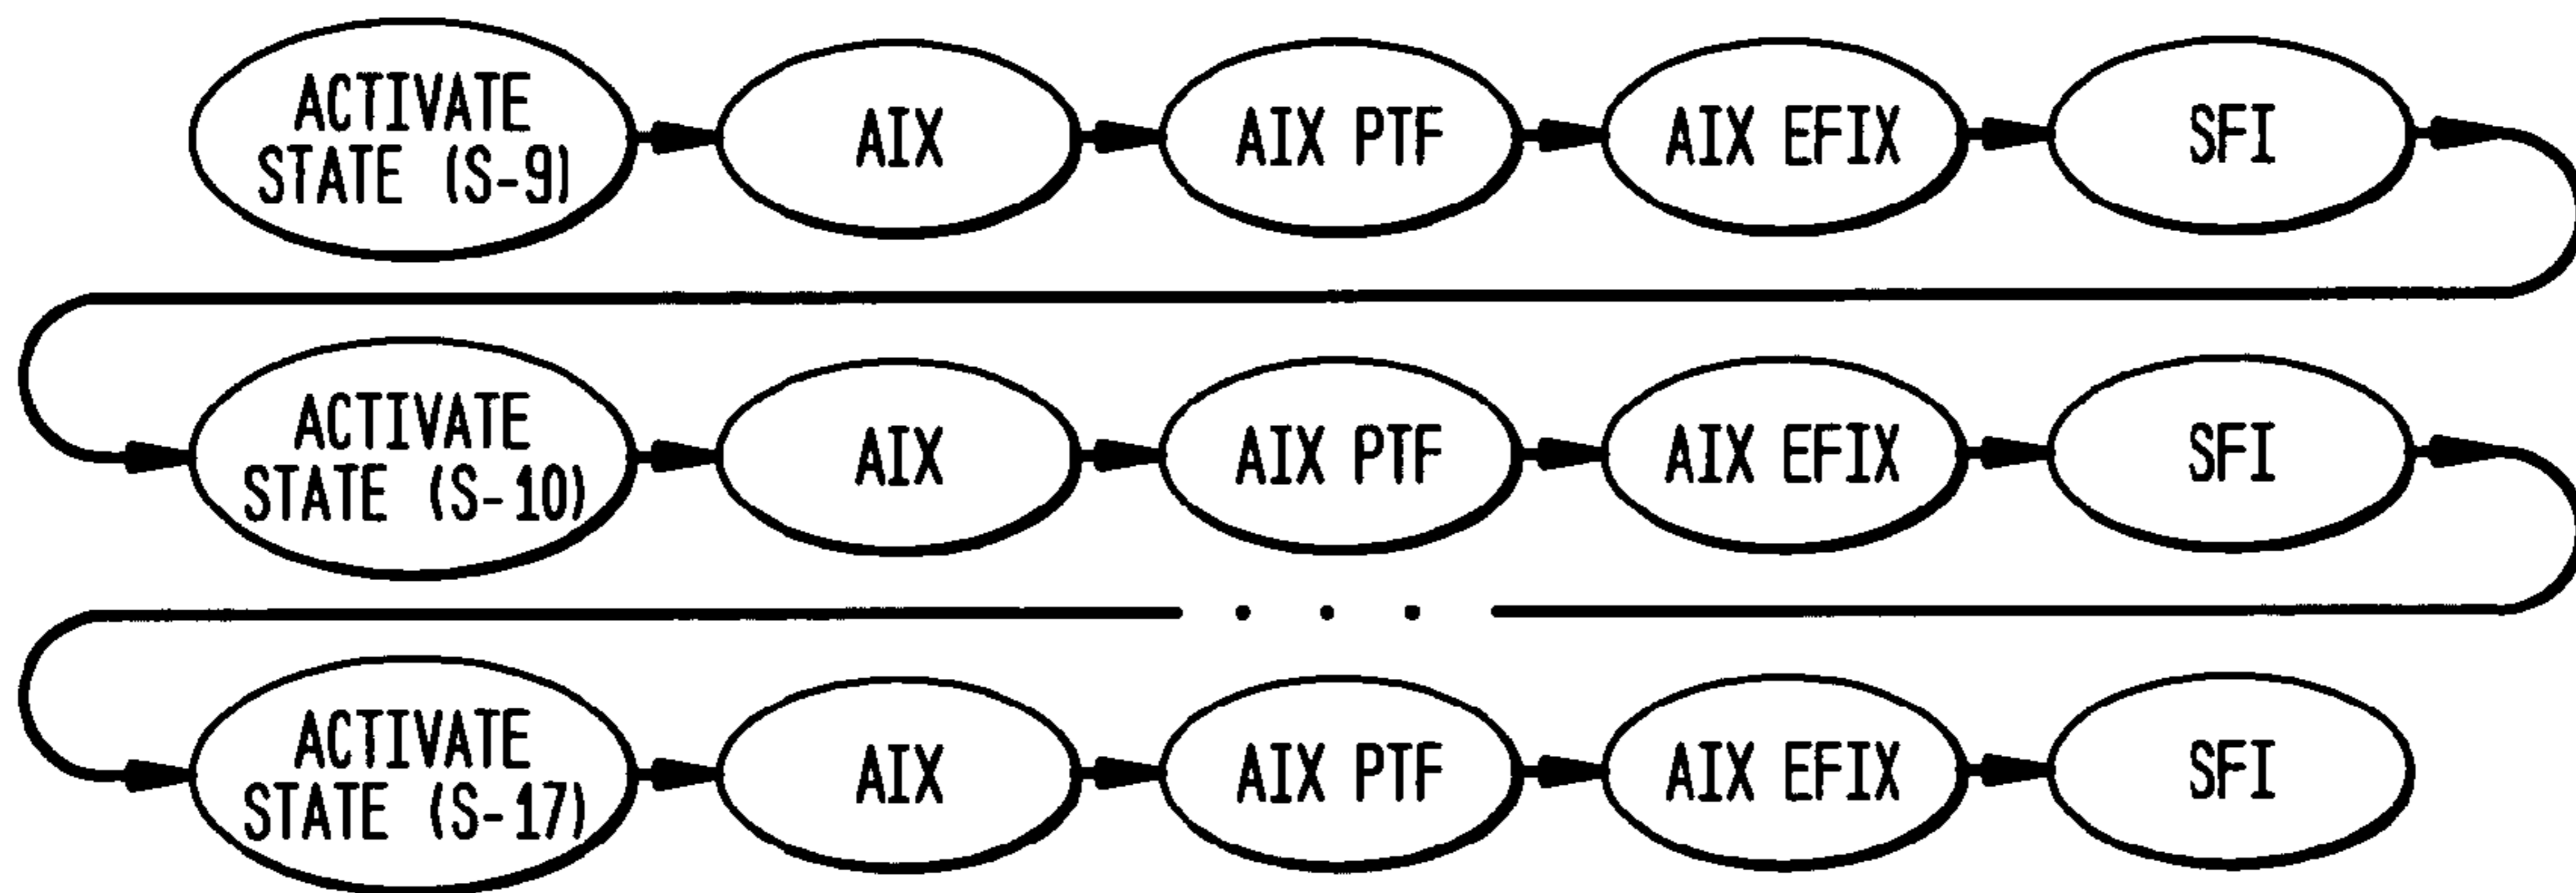 ACTIVATE
STATE (S-9)
AIX
AIX PTF
AIX EFIX
SFI
ACTIVATE
STATE (S-10)
AIX
AIX PTF
AIX EFIX
SFI
. . .
ACTIVATE
STATE (S-17)
AIX
AIX PTF
AIX EFIX
SFI